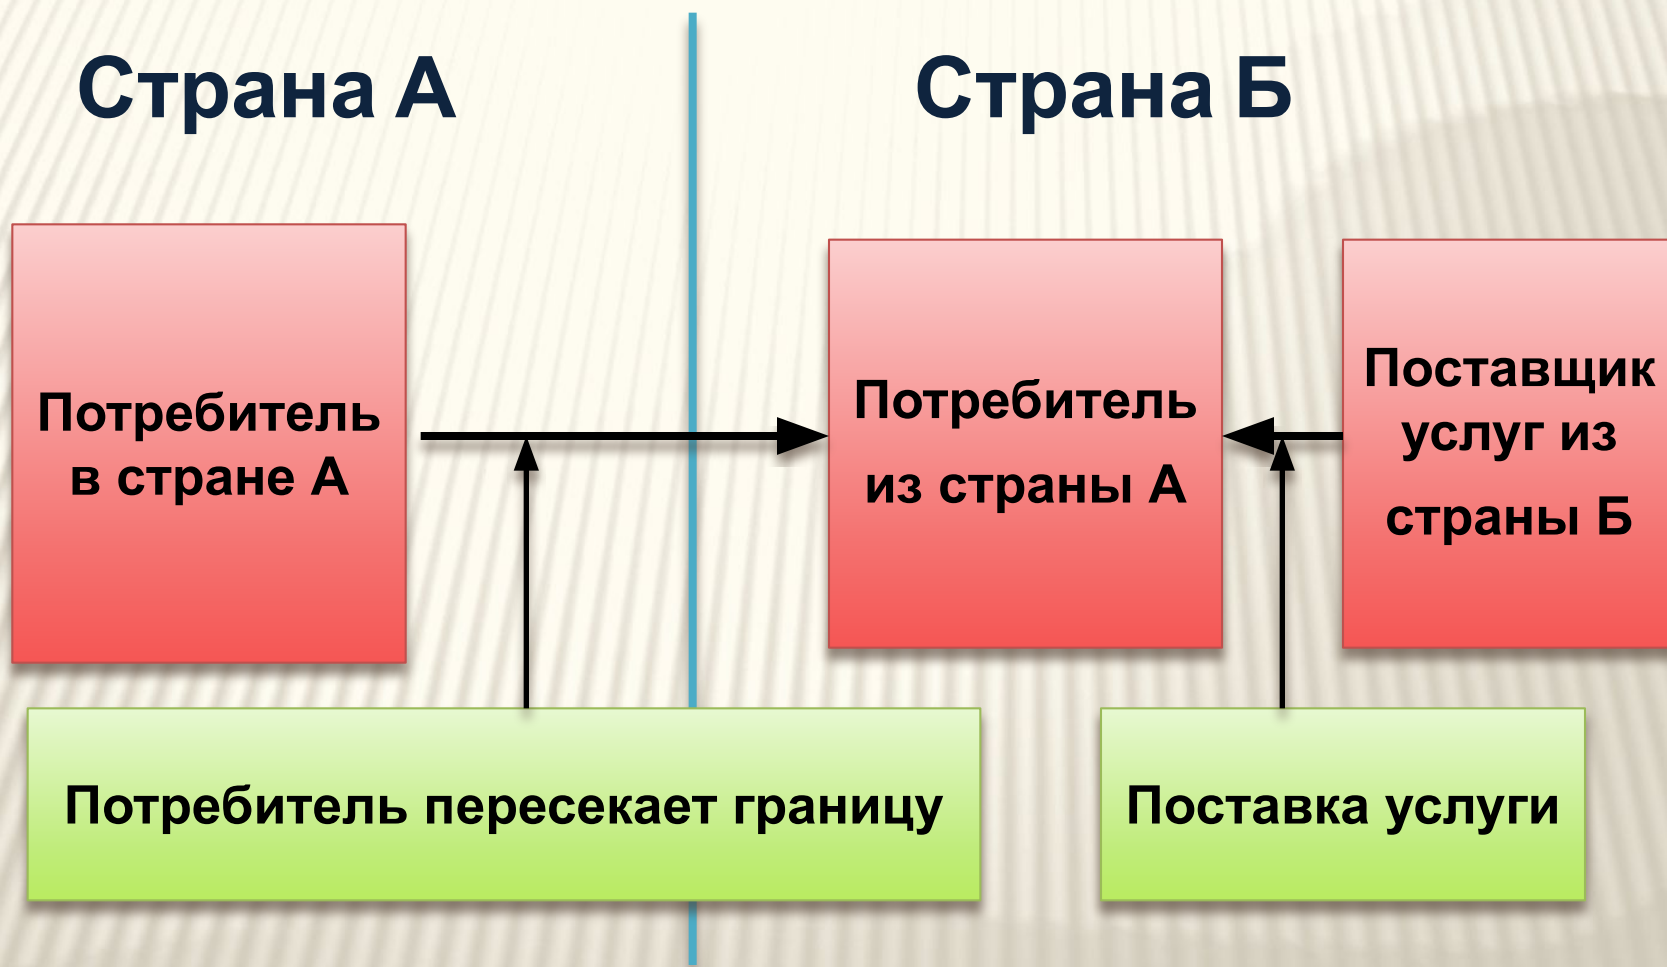 Страна А
Страна Б
Потребитель
в стране А
Потребитель
из страны А
Поставщик
услуг из
страны Б
Потребитель пересекает границу
Поставка услуги